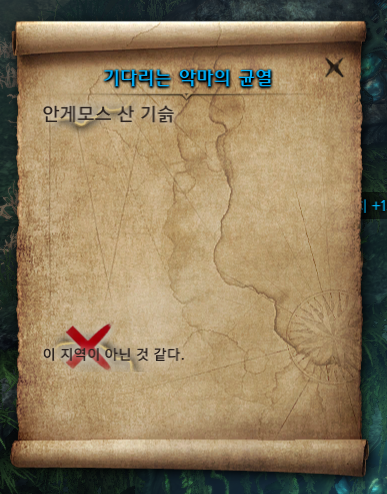 기다리는 악마의 균열
안게모스 산 기슭
| +1
이 지역이 아닌 것 같다.